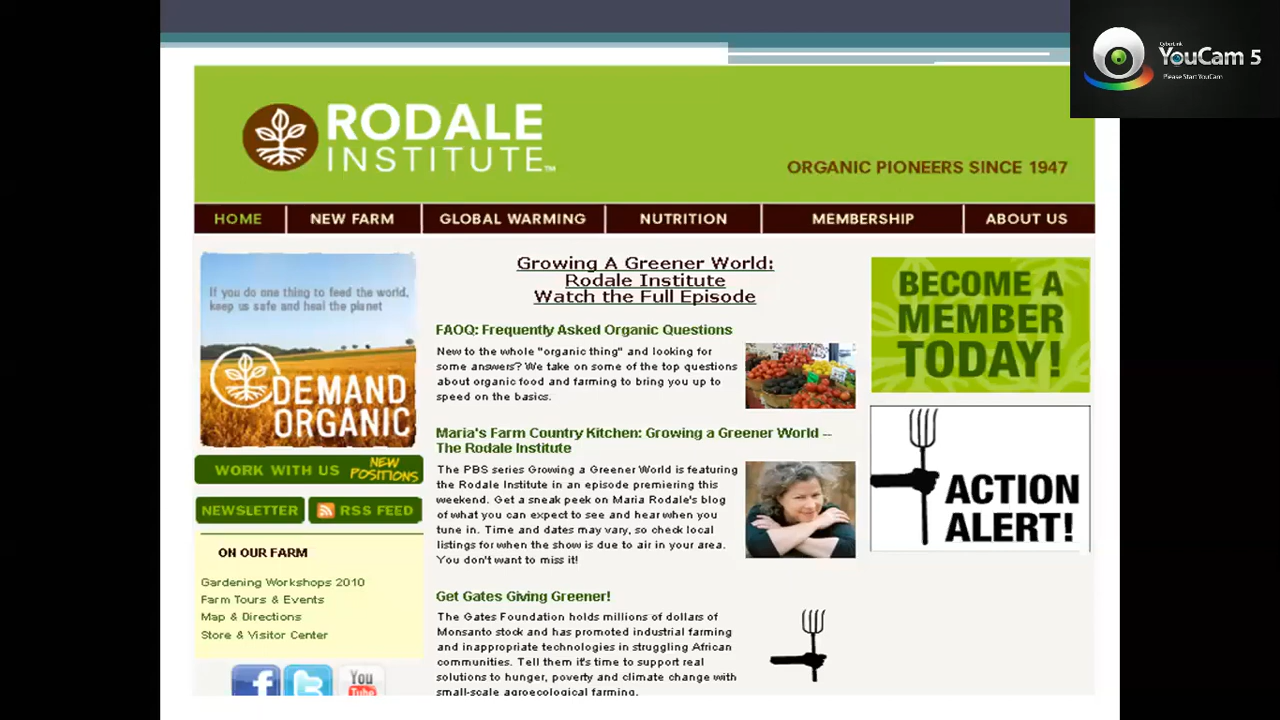 CyberLink
YouCam 5
Please Start YouCam
RODALE
INSTITUTE™
ORGANIC PIONEERS SINCE 1947
HOME
NEW FARM
GLOBAL WARMING
NUTRITION
MEMBERSHIP
ABOUT US
If you do one thing to feed the world,
keep us safe and heal the planet
DEMAND
ORGANIC
WORK WITH US
NEW
POSITIONS
NEWSLETTER
RSS FEED
ON OUR FARM
Gardening Workshops 2010
Farm Tours & Events
Map & Directions
Store & Visitor Center
f
t
You
Tube
Growing A Greener World:
Rodale Institute
Watch the Full Episode
FAOQ: Frequently Asked Organic Questions
New to the whole "organic thing" and looking for
some answers? We take on some of the top questions
about organic food and farming to bring you up to
speed on the basics.
Maria's Farm Country Kitchen: Growing a Greener World --
The Rodale Institute
The PBS series Growing a Greener World is featuring
the Rodale Institute in an episode premiering this
weekend. Get a sneak peek on Maria Rodale's blog
of what you can expect to see and hear when you
tune in. Time and dates may vary, so check local
listings for when the show is due to air in your area.
You don't want to miss it!
Get Gates Giving Greener!
The Gates Foundation holds millions of dollars of
Monsanto stock and has promoted industrial farming
and inappropriate technologies in struggling African
communities. Tell them it's time to support real
solutions to hunger, poverty and climate change with
small-scale agroecological farming.
BECOME A
MEMBER
TODAY!
ACTION
ALERT!